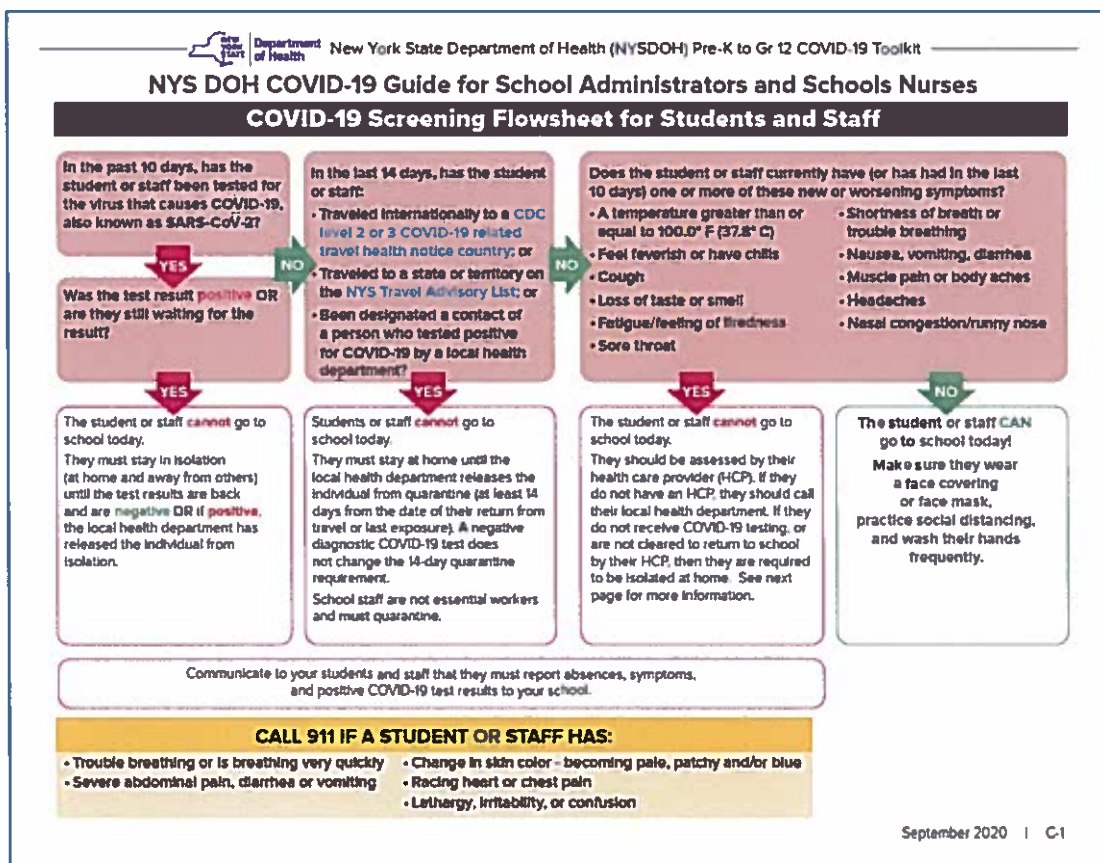 NEW YORK STATE
Department of Health
New York State Department of Health (NYSDOH) Pre-K to Gr 12 COVID-19 Toolkit
NYS DOH COVID-19 Guide for School Administrators and Schools Nurses
COVID-19 Screening Flowsheet for Students and Staff
In the past 10 days, has the
student or staff been tested for
the virus that causes COVID-19,
also known as SARS-CoV-2?
YES
Was the test result positive OR
are they still waiting for the
result?
YES
The student or staff cannot go to
school today.
They must stay in isolation
(at home and away from others)
until the test results are back
and are negative OR if positive,
the local health department has
released the individual from
isolation.
NO
In the last 14 days, has the student
or staff:
• Traveled internationally to a CDC
level 2 or 3 COVID-19 related
travel health notice country; or
• Traveled to a state or territory on
the NYS Travel Advisory List; or
• Been designated a contact of
a person who tested positive
for COVID-19 by a local health
department?
YES
Students or staff cannot go to
school today.
They must stay at home until the
local health department releases the
individual from quarantine (at least 14
days from the date of their return from
travel or last exposure). A negative
diagnostic COVID-19 test does
not change the 14-day quarantine
requirement.
School staff are not essential workers
and must quarantine.
NO
Does the student or staff currently have (or has had in the last
10 days) one or more of these new or worsening symptoms?
• A temperature greater than or
equal to 100.0° F (37.8° C)
• Feel feverish or have chills
• Cough
• Loss of taste or smell
• Fatigue/feeling of tiredness
• Sore throat
• Shortness of breath or
trouble breathing
• Nausea, vomiting, diarrhea
• Muscle pain or body aches
• Headaches
• Nasal congestion/runny nose
YES
The student or staff cannot go to
school today.
They should be assessed by their
health care provider (HCP). If they
do not have an HCP, they should call
their local health department. If they
do not receive COVID-19 testing, or
are not cleared to return to school
by their HCP, then they are required
to be isolated at home. See next
page for more information.
NO
The student or staff CAN
go to school today!
Make sure they wear
a face covering
or face mask,
practice social distancing,
and wash their hands
frequently.
Communicate to your students and staff that they must report absences, symptoms,
and positive COVID-19 test results to your school.
CALL 911 IF A STUDENT OR STAFF HAS:
• Trouble breathing or is breathing very quickly
• Severe abdominal pain, diarrhea or vomiting
• Change in skin color - becoming pale, patchy and/or blue
• Racing heart or chest pain
• Lethargy, irritability, or confusion
September 2020 | C-1